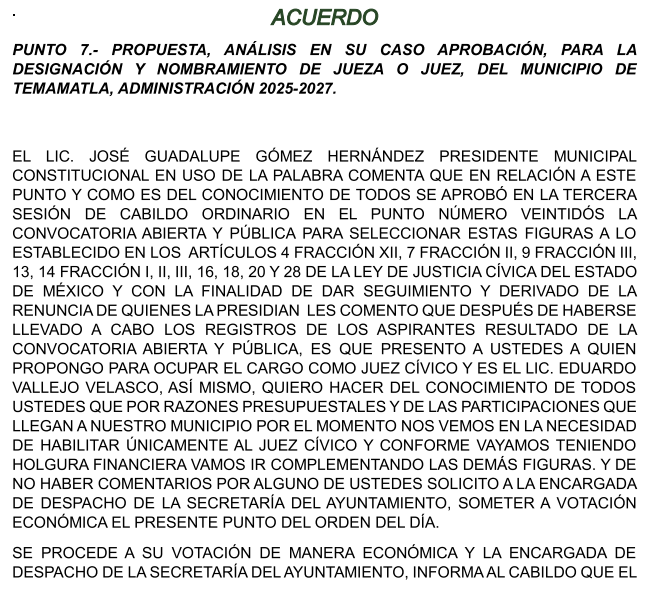 .
ACUERDO
PUNTO 7.- PROPUESTA, ANÁLISIS EN SU CASO APROBACIÓN, PARA LA
DESIGNACIÓN Y NOMBRAMIENTO DE JUEZA O JUEZ, DEL MUNICIPIO DE
TEMAMATLA, ADMINISTRACIÓN 2025-2027.
EL LIC. JOSÉ GUADALUPE GÓMEZ HERNÁNDEZ PRESIDENTE MUNICIPAL
CONSTITUCIONAL EN USO DE LA PALABRA COMENTA QUE EN RELACIÓN A ESTE
PUNTO Y COMO ES DEL CONOCIMIENTO DE TODOS SE APROBÓ EN LA TERCERA
SESIÓN DE CABILDO ORDINARIO EN EL PUNTO NÚMERO VEINTIDÓS LA
CONVOCATORIA ABIERTA Y PÚBLICA PARA SELECCIONAR ESTAS FIGURAS A LO
ESTABLECIDO EN LOS ARTÍCULOS 4 FRACCIÓN XII, 7 FRACCIÓN II, 9 FRACCIÓN III,
13, 14 FRACCIÓN I, II, III, 16, 18, 20 Y 28 DE LA LEY DE JUSTICIA CÍVICA DEL ESTADO
DE MÉXICO Y CON LA FINALIDAD DE DAR SEGUIMIENTO Y DERIVADO DE LA
RENUNCIA DE QUIENES LA PRESIDIAN LES COMENTO QUE DESPUÉS DE HABERSE
LLEVADO A CABO LOS REGISTROS DE LOS ASPIRANTES RESULTADO DE LA
CONVOCATORIA ABIERTA Y PÚBLICA, ES QUE PRESENTO A USTEDES A QUIEN
PROPONGO PARA OCUPAR EL CARGO COMO JUEZ CÍVICO Y ES EL LIC. EDUARDO
VALLEJO VELASCO, ASÍ MISMO, QUIERO HACER DEL CONOCIMIENTO DE TODOS
USTEDES QUE POR RAZONES PRESUPUESTALES Y DE LAS PARTICIPACIONES QUE
LLEGAN A NUESTRO MUNICIPIO POR EL MOMENTO NOS VEMOS EN LA NECESIDAD
DE HABILITAR ÚNICAMENTE AL JUEZ CÍVICO Y CONFORME VAYAMOS TENIENDO
HOLGURA FINANCIERA VAMOS IR COMPLEMENTANDO LAS DEMÁS FIGURAS. Y DE
NO HABER COMENTARIOS POR ALGUNO DE USTEDES SOLICITO A LA ENCARGADA
DE DESPACHO DE LA SECRETARÍA DEL AYUNTAMIENTO, SOMETER A VOTACIÓN
ECONÓMICA EL PRESENTE PUNTO DEL ORDEN DEL DÍA.
SE PROCEDE A SU VOTACIÓN DE MANERA ECONÓMICA Y LA ENCARGADA DE
DESPACHO DE LA SECRETARÍA DEL AYUNTAMIENTO, INFORMA AL CABILDO QUE EL